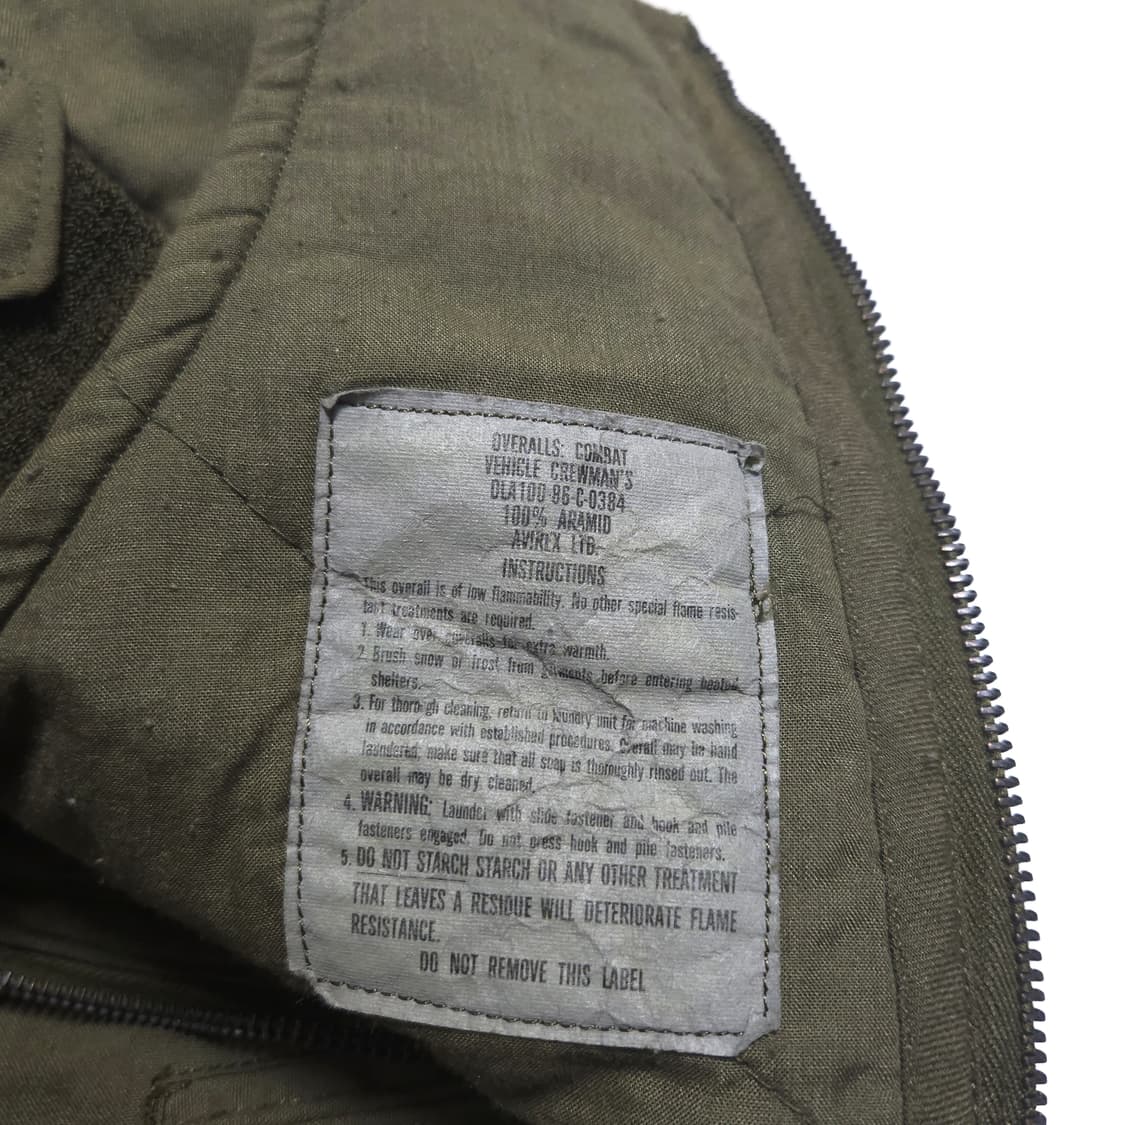 OVERALLS: COMBAT
VEHICLE CREWMAN'S
DLA100-86-C-0384
100% ARAMID
AVIREX LTD.
INSTRUCTIONS
This overall is of low flammability. No other special flame resis-
tant treatments are required.
1. Wear over coveralls for extra warmth.
2. Brush snow or frost from garments before entering heated
shelters.
3. For thorough cleaning, return to laundry unit for machine washing
in accordance with established procedures. Overall may be hand
laundered, make sure that all soap is thoroughly rinsed out. The
overall may be dry cleaned.
4. WARNING: Launder with slide fastener and hook and pile
fasteners engaged. Do not press hook and pile fasteners.
5. DO NOT STARCH STARCH OR ANY OTHER TREATMENT
THAT LEAVES A RESIDUE WILL DETERIORATE FLAME
RESISTANCE.
DO NOT REMOVE THIS LABEL